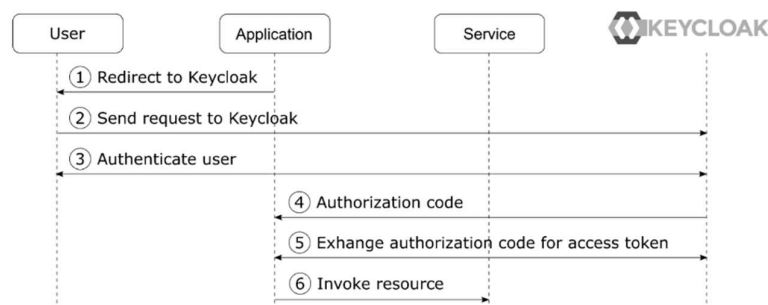 User
Application
Service
KEYCLOAK
1 Redirect to Keycloak
2 Send request to Keycloak
3 Authenticate user
4 Authorization code
5 Exhange authorization code for access token
6 Invoke resource